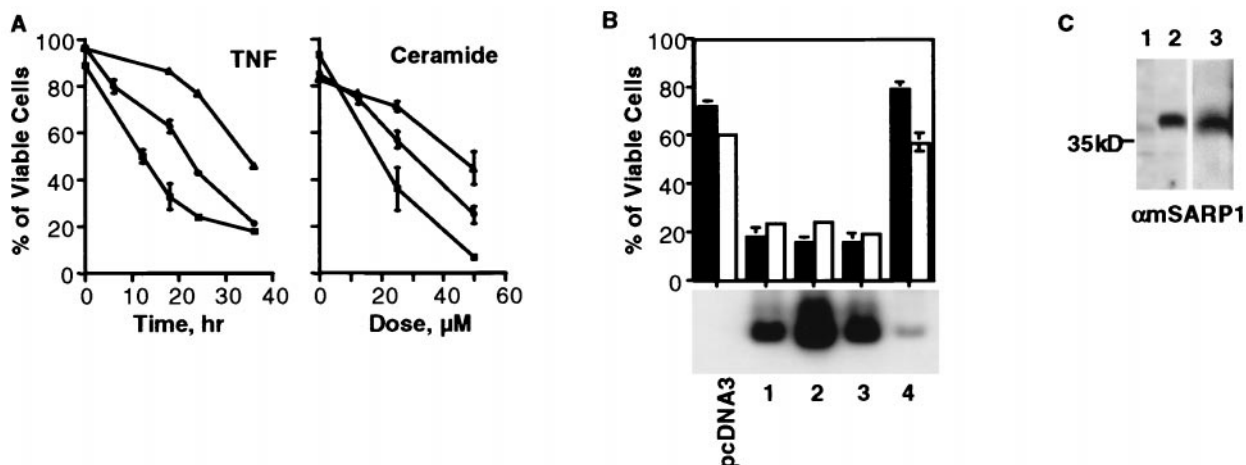 A
TNF
Ceramide
% of Viable Cells
100
80
60
40
20
0
0 20 40
Time, hr
0 20 40 60
Dose, µM
B
% of Viable Cells
100
80
60
40
20
0
pcDNA3
1 2 3 4
C
1 2 3
35kD
αmSARP1